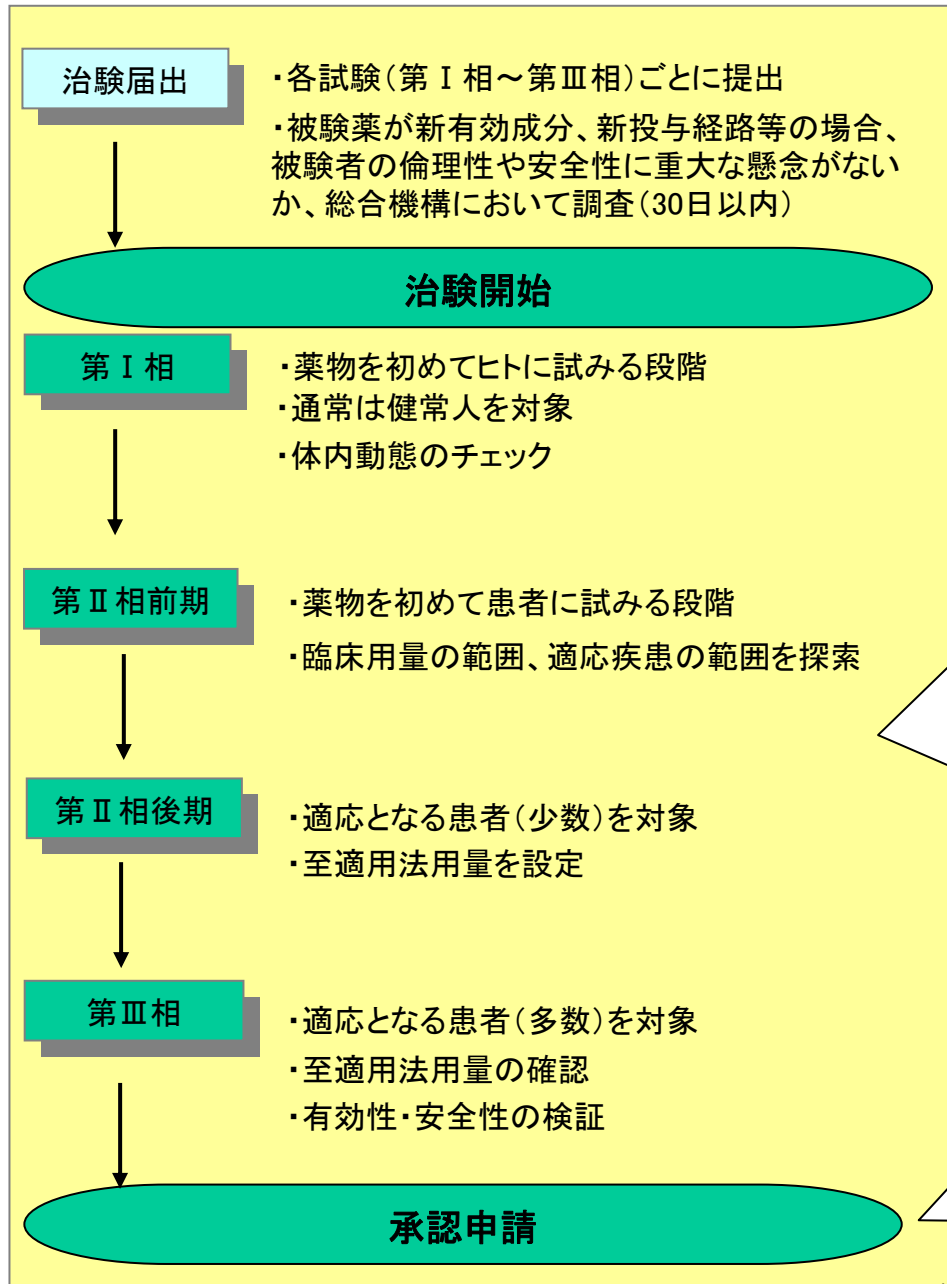 治験届出
・各試験（第Ⅰ相～第Ⅲ相）ごとに提出
・被験薬が新有効成分、新投与経路等の場合、
被験者の倫理性や安全性に重大な懸念がない
か、総合機構において調査（30日以内）
治験開始
第Ⅰ相
・薬物を初めてヒトに試みる段階
・通常は健常人を対象
・体内動態のチェック
第Ⅱ相前期
・薬物を初めて患者に試みる段階
・臨床用量の範囲、適応疾患の範囲を探索
第Ⅱ相後期
・適応となる患者（少数）を対象
・至適用法用量を設定
第Ⅲ相
・適応となる患者（多数）を対象
・至適用法用量の確認
・有効性・安全性の検証
承認申請